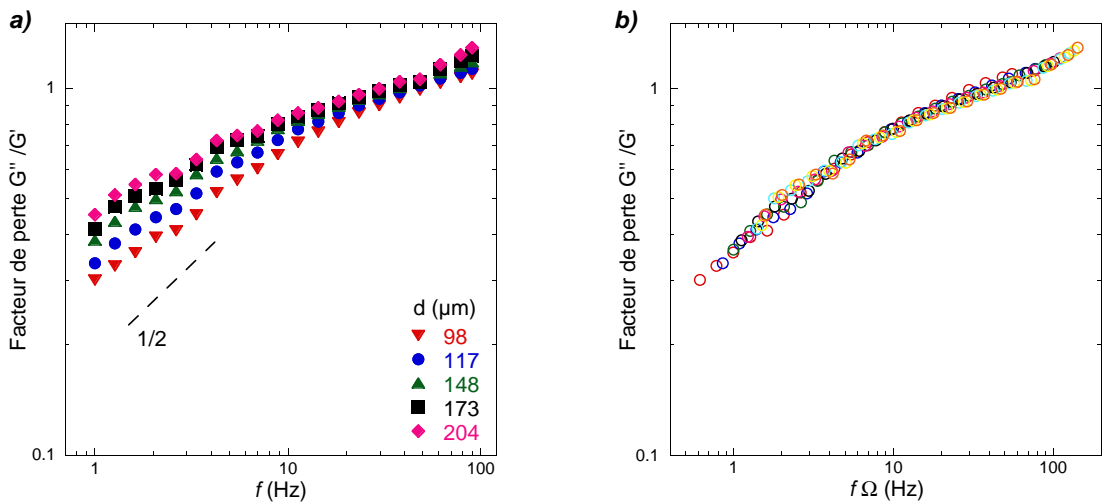 a)
Facteur de perte G'' /G'
1
0.1
1/2
d (µm)
98
117
148
173
204
1
10
100
f (Hz)
b)
Facteur de perte G'' /G'
1
0.1
1
10
100
f Ω (Hz)